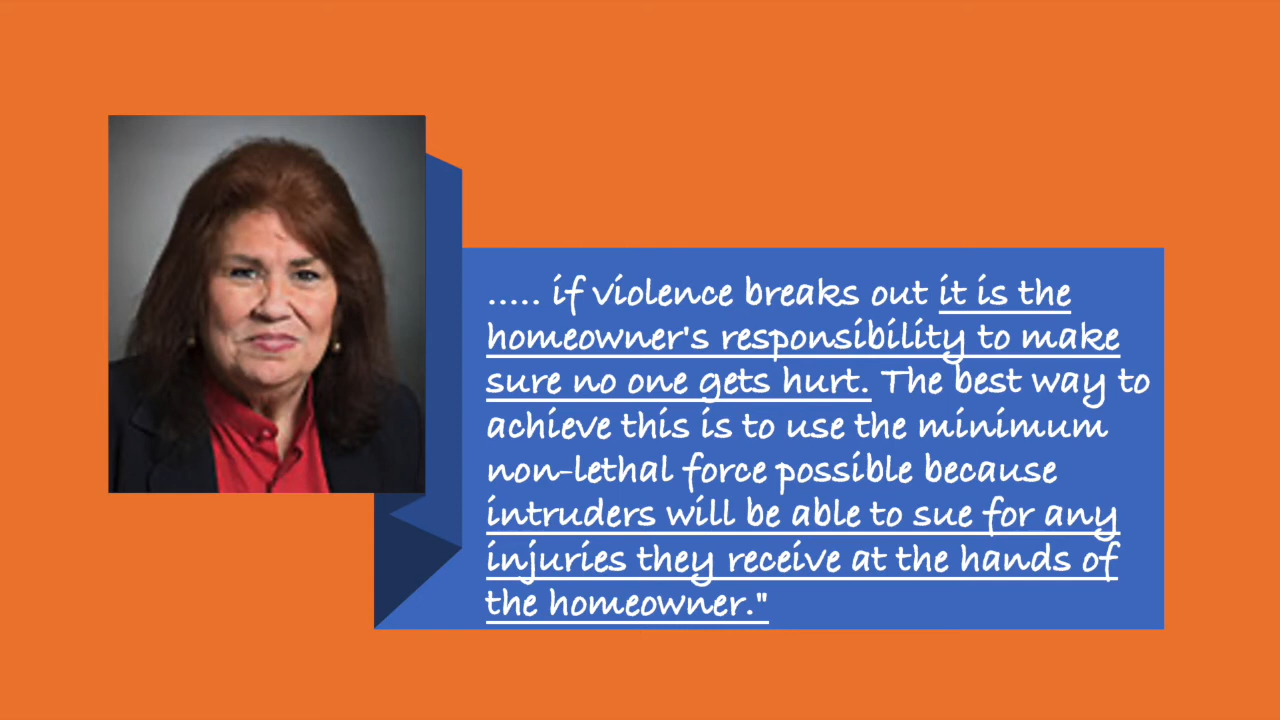 ..... if violence breaks out it is the
homeowner's responsibility to make
sure no one gets hurt. The best way to
achieve this is to use the minimum
non-lethal force possible because
intruders will be able to sue for any
injuries they receive at the hands of
the homeowner."